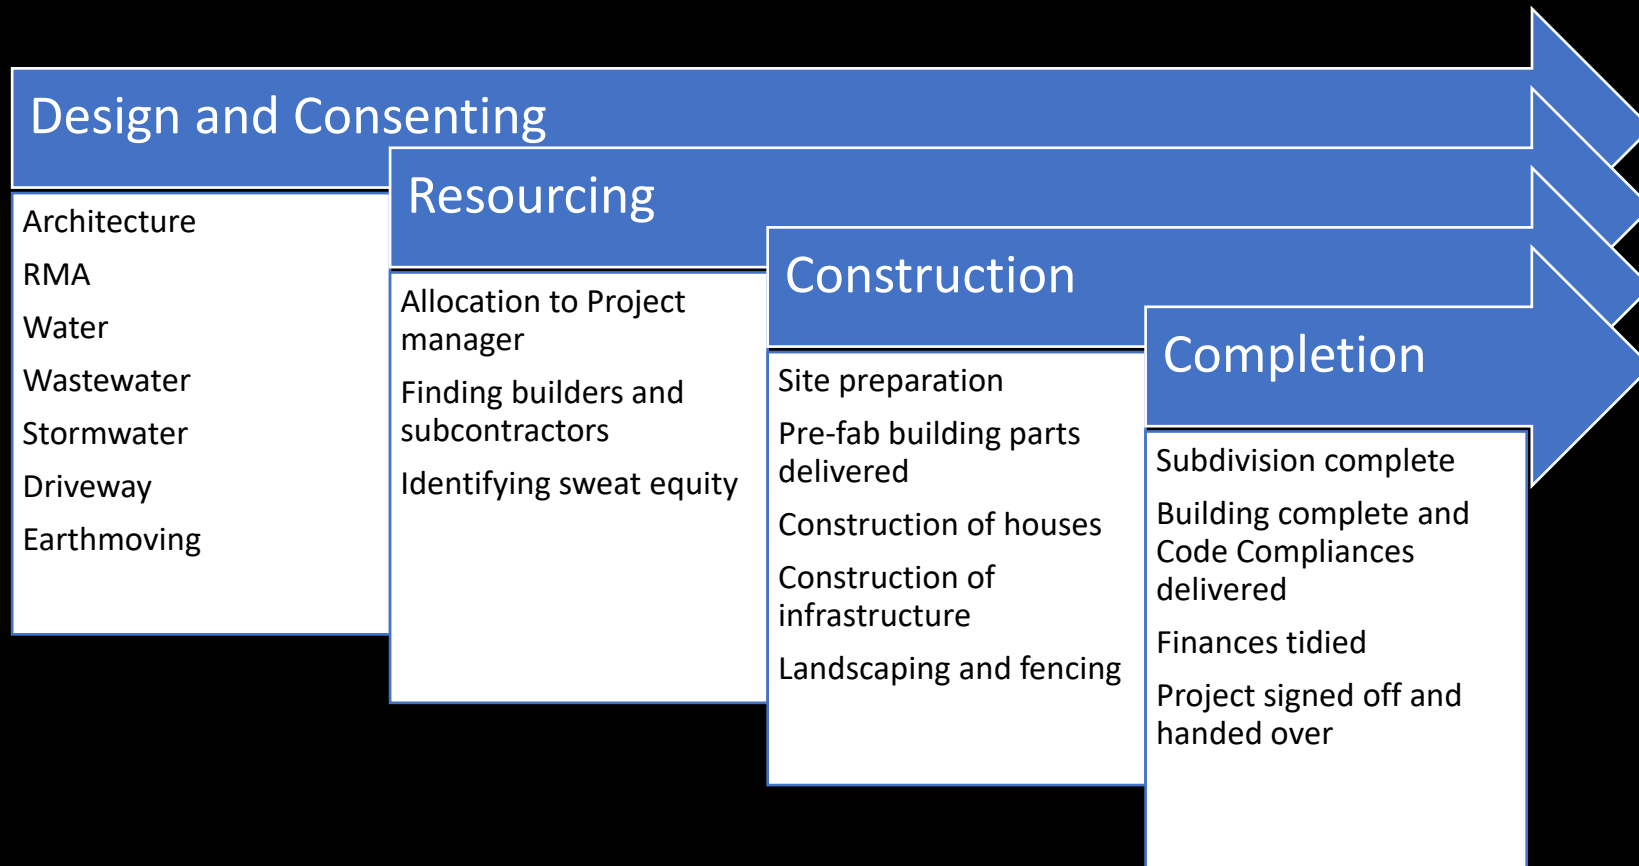 Design and Consenting
Architecture
RMA
Water
Wastewater
Stormwater
Driveway
Earthmoving
Resourcing
Allocation to Project
manager
Finding builders and
subcontractors
Identifying sweat equity
Construction
Site preparation
Pre-fab building parts
delivered
Construction of houses
Construction of
infrastructure
Landscaping and fencing
Completion
Subdivision complete
Building complete and
Code Compliances
delivered
Finances tidied
Project signed off and
handed over